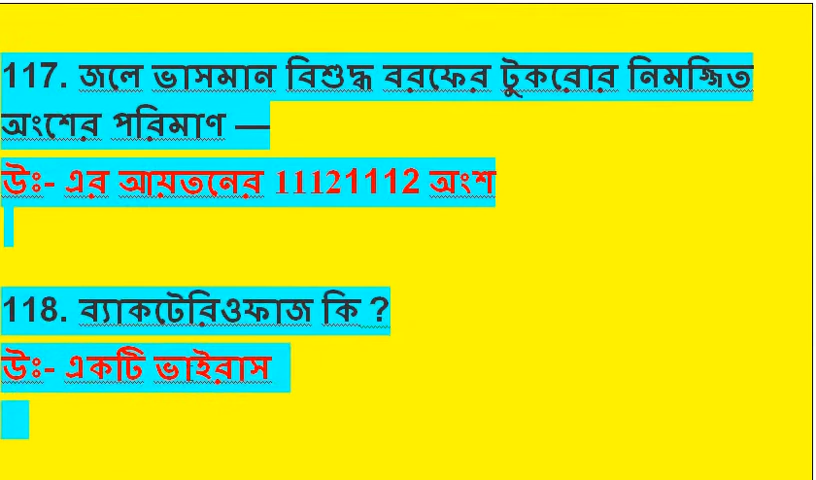 117. জলে ভাসমান বিশুদ্ধ বরফের টুকরোর নিমজ্জিত
অংশের পরিমাণ —
উঃ- এর আয়তনের 11121112 অংশ
118. ব্যাকটেরিওফাজ কি ?
উঃ- একটি ভাইরাস